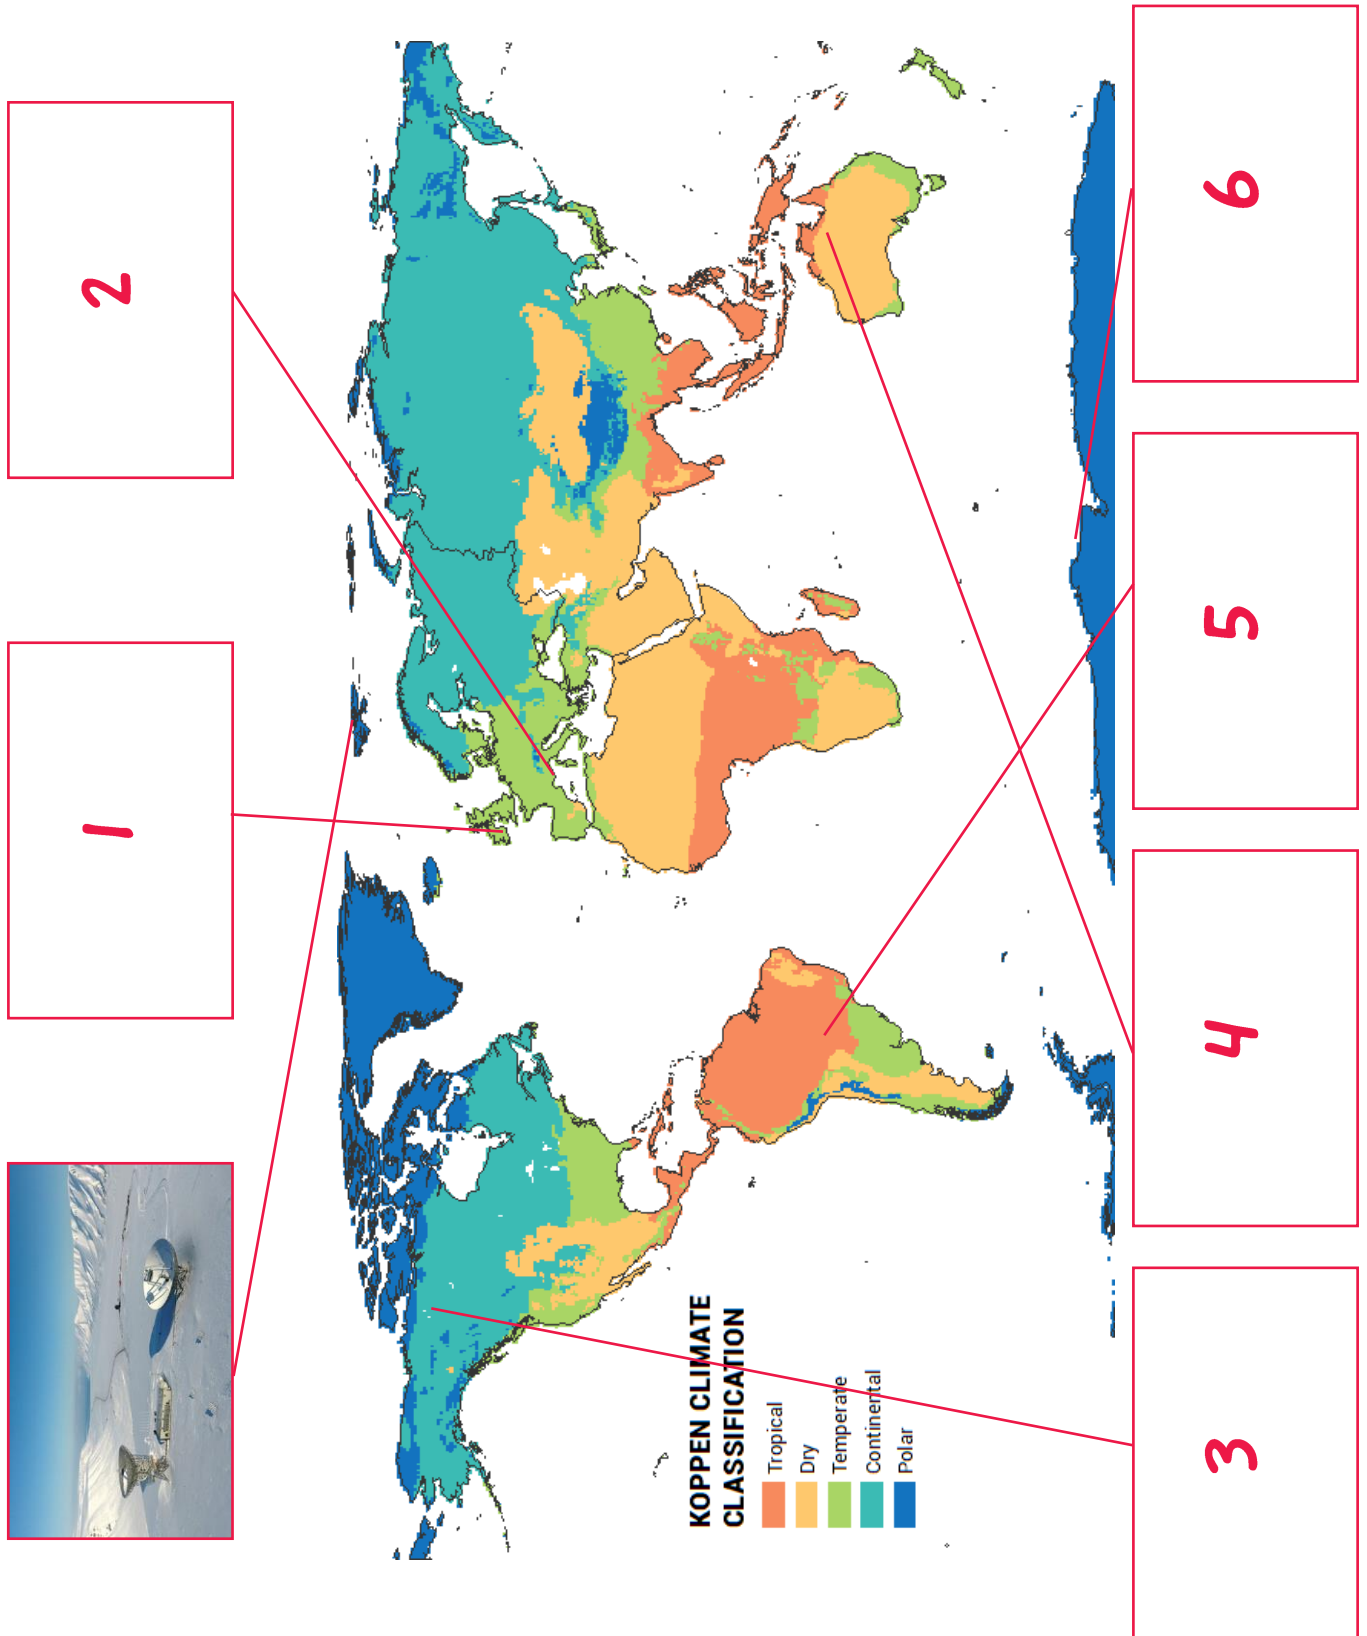 1
2
KOPPEN CLIMATE
CLASSIFICATION
Tropical
Dry
Temperate
Continental
Polar
3
4
5
6